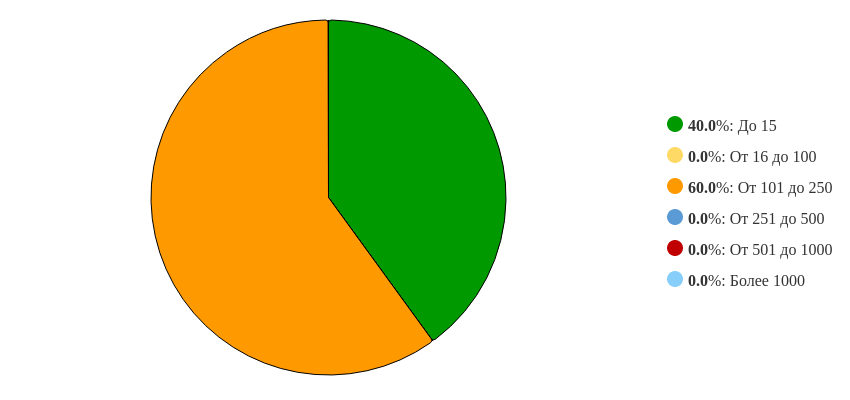 40.0%: До 15
0.0%: От 16 до 100
60.0%: От 101 до 250
0.0%: От 251 до 500
0.0%: От 501 до 1000
0.0%: Более 1000